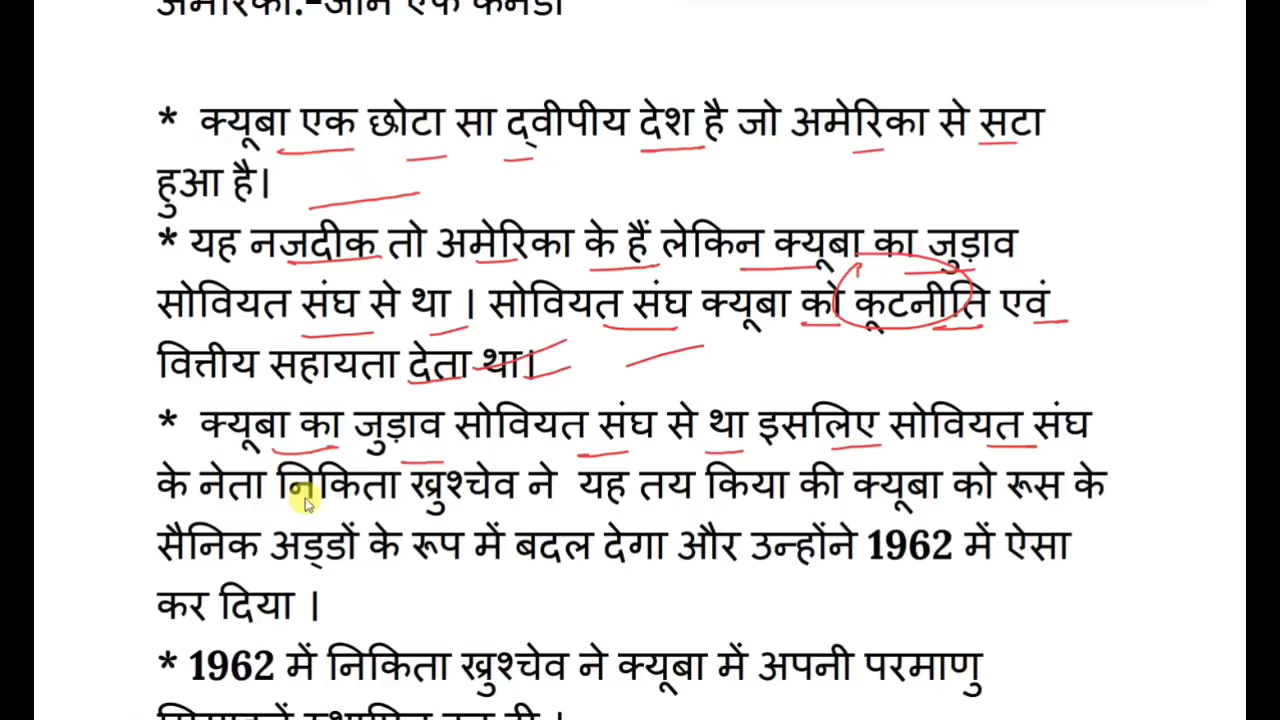 * क्यूबा एक छोटा सा द्वीपीय देश है जो अमेरिका से सटा
हुआ है।
* यह नजदीक तो अमेरिका के हैं लेकिन क्यूबा का जुड़ाव
सोवियत संघ से था । सोवियत संघ क्यूबा को कूटनीति एवं
वित्तीय सहायता देता था।
* क्यूबा का जुड़ाव सोवियत संघ से था इसलिए सोवियत संघ
के नेता निकिता ख्रुश्चेव ने यह तय किया की क्यूबा को रूस के
सैनिक अड्डों के रूप में बदल देगा और उन्होंने 1962 में ऐसा
कर दिया ।
* 1962 में निकिता ख्रुश्चेव ने क्यूबा में अपनी परमाणु